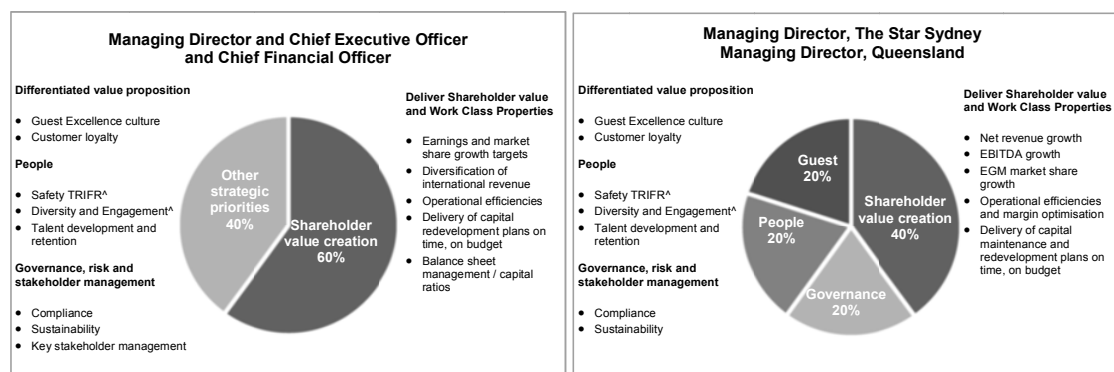 Managing Director and Chief Executive Officer
and Chief Financial Officer
Differentiated value proposition
● Guest Excellence culture
● Customer loyalty
People
● Safety TRIFR^
● Diversity and Engagement^
● Talent development and
retention
Governance, risk and
stakeholder management
● Compliance
● Sustainability
● Key stakeholder management
Other
strategic
priorities
40%
Shareholder
value creation
60%
Deliver Shareholder value
and Work Class Properties
● Earnings and market
share growth targets
● Diversification of
international revenue
● Operational efficiencies
● Delivery of capital
redevelopment plans on
time, on budget
● Balance sheet
management / capital
ratios
Managing Director, The Star Sydney
Managing Director, Queensland
Differentiated value proposition
● Guest Excellence culture
● Customer loyalty
People
● Safety TRIFR^
● Diversity and Engagement^
● Talent development and
retention
Governance, risk and
stakeholder management
● Compliance
● Sustainability
Guest
20%
People
20%
Governance
20%
Shareholder
value creation
40%
Deliver Shareholder value
and Work Class Properties
● Net revenue growth
● EBITDA growth
● EGM market share
growth
● Operational efficiencies
and margin optimisation
● Delivery of capital
maintenance and
redevelopment plans on
time, on budget